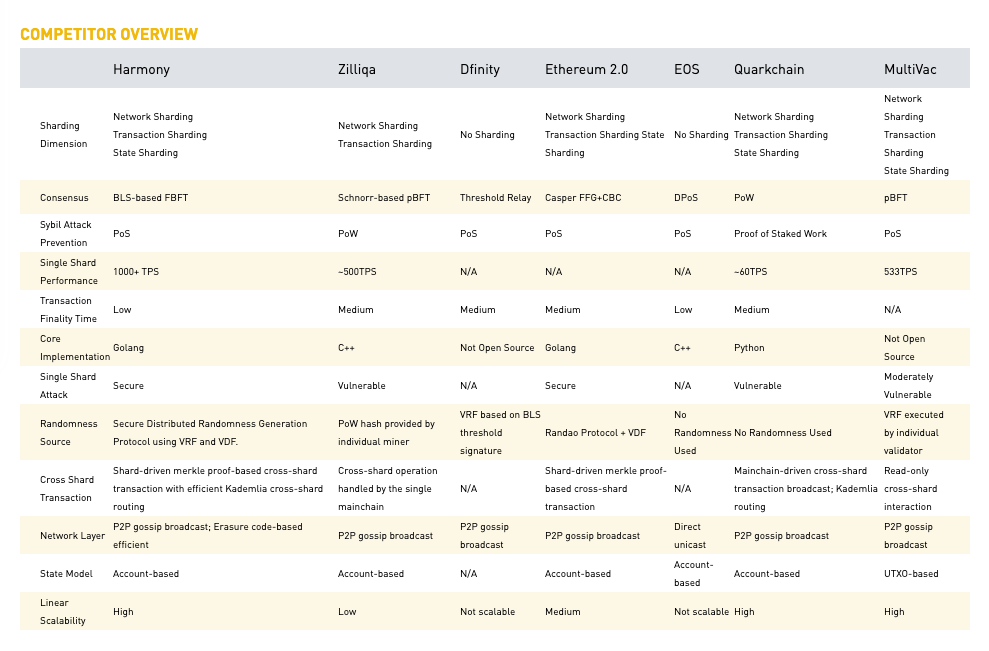 COMPETITOR OVERVIEW
Harmony Zilliqa Dfinity Ethereum 2.0 EOS Quarkchain MultiVac
Sharding Dimension
Network Sharding
Transaction Sharding
State Sharding
Network Sharding
Transaction Sharding
No Sharding
Network Sharding
Transaction Sharding State
Sharding
No Sharding
Network Sharding
Transaction Sharding
State Sharding
Network
Sharding
Transaction
Sharding
State Sharding
Consensus
BLS-based FBFT
Schnorr-based pBFT
Threshold Relay
Casper FFG+CBC
DPoS
PoW
pBFT
Sybil Attack
Prevention
PoS
PoW
PoS
PoS
PoS
Proof of Staked Work
PoS
Single Shard
Performance
1000+ TPS
~500TPS
N/A
N/A
N/A
~60TPS
533TPS
Transaction
Finality Time
Low
Medium
Medium
Medium
Low
Medium
N/A
Core
Implementation
Golang
C++
Not Open Source
Golang
C++
Python
Not Open
Source
Single Shard
Attack
Secure
Vulnerable
N/A
Secure
N/A
Vulnerable
Moderately
Vulnerable
Randomness
Source
Secure Distributed Randomness Generation
Protocol using VRF and VDF.
PoW hash provided by
individual miner
VRF based on BLS
threshold
signature
Randao Protocol + VDF
No
Randomness
Used
No Randomness Used
VRF executed
by individual
validator
Cross Shard
Transaction
Shard-driven merkle proof-based cross-shard
transaction with efficient Kademlia cross-shard
routing
Cross-shard operation
handled by the single
mainchain
N/A
Shard-driven merkle proof-
based cross-shard
transaction
N/A
Mainchain-driven cross-shard
transaction broadcast; Kademlia
routing
Read-only
cross-shard
interaction
Network Layer
P2P gossip broadcast; Erasure code-based
efficient
P2P gossip broadcast
P2P gossip
broadcast
P2P gossip broadcast
Direct
unicast
P2P gossip broadcast
P2P gossip
broadcast
State Model
Account-based
Account-based
N/A
Account-based
Account-
based
Account-based
UTXO-based
Linear
Scalability
High
Low
Not scalable
Medium
Not scalable
High
High